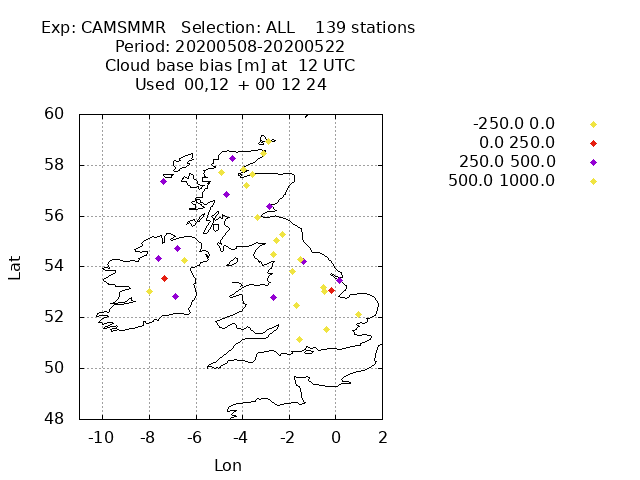 Exp: CAMSMMR   Selection: ALL    139 stations
Period: 20200508-20200522
Cloud base bias [m] at  12 UTC
Used  00,12  + 00 12 24
-250.0 0.0
0.0 250.0
250.0 500.0
500.0 1000.0
Lat
60
58
56
54
52
50
48
-10 -8 -6 -4 -2 0 2
Lon